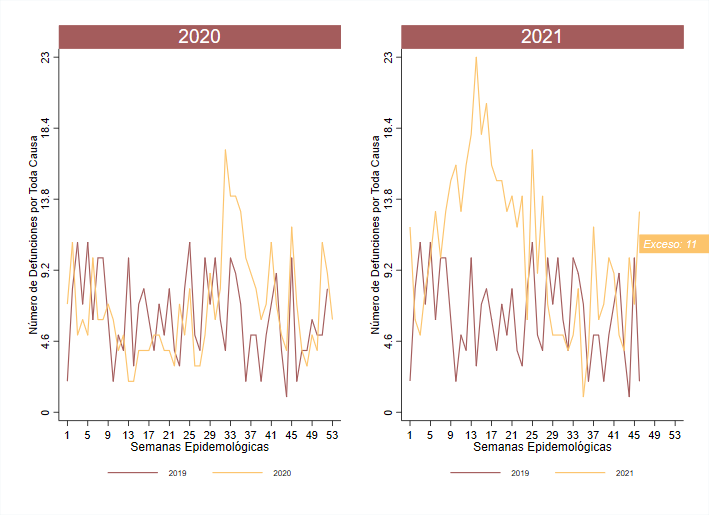 2020
Número de Defunciones por Toda Causa
23
18.4
13.8
9.2
4.6
0
1 5 9 13 17 21 25 29 33 37 41 45 49 53
Semanas Epidemológicas
2019 2020
2021
Número de Defunciones por Toda Causa
23
18.4
13.8
9.2
4.6
0
Exceso: 11
1 5 9 13 17 21 25 29 33 37 41 45 49 53
Semanas Epidemológicas
2019 2021